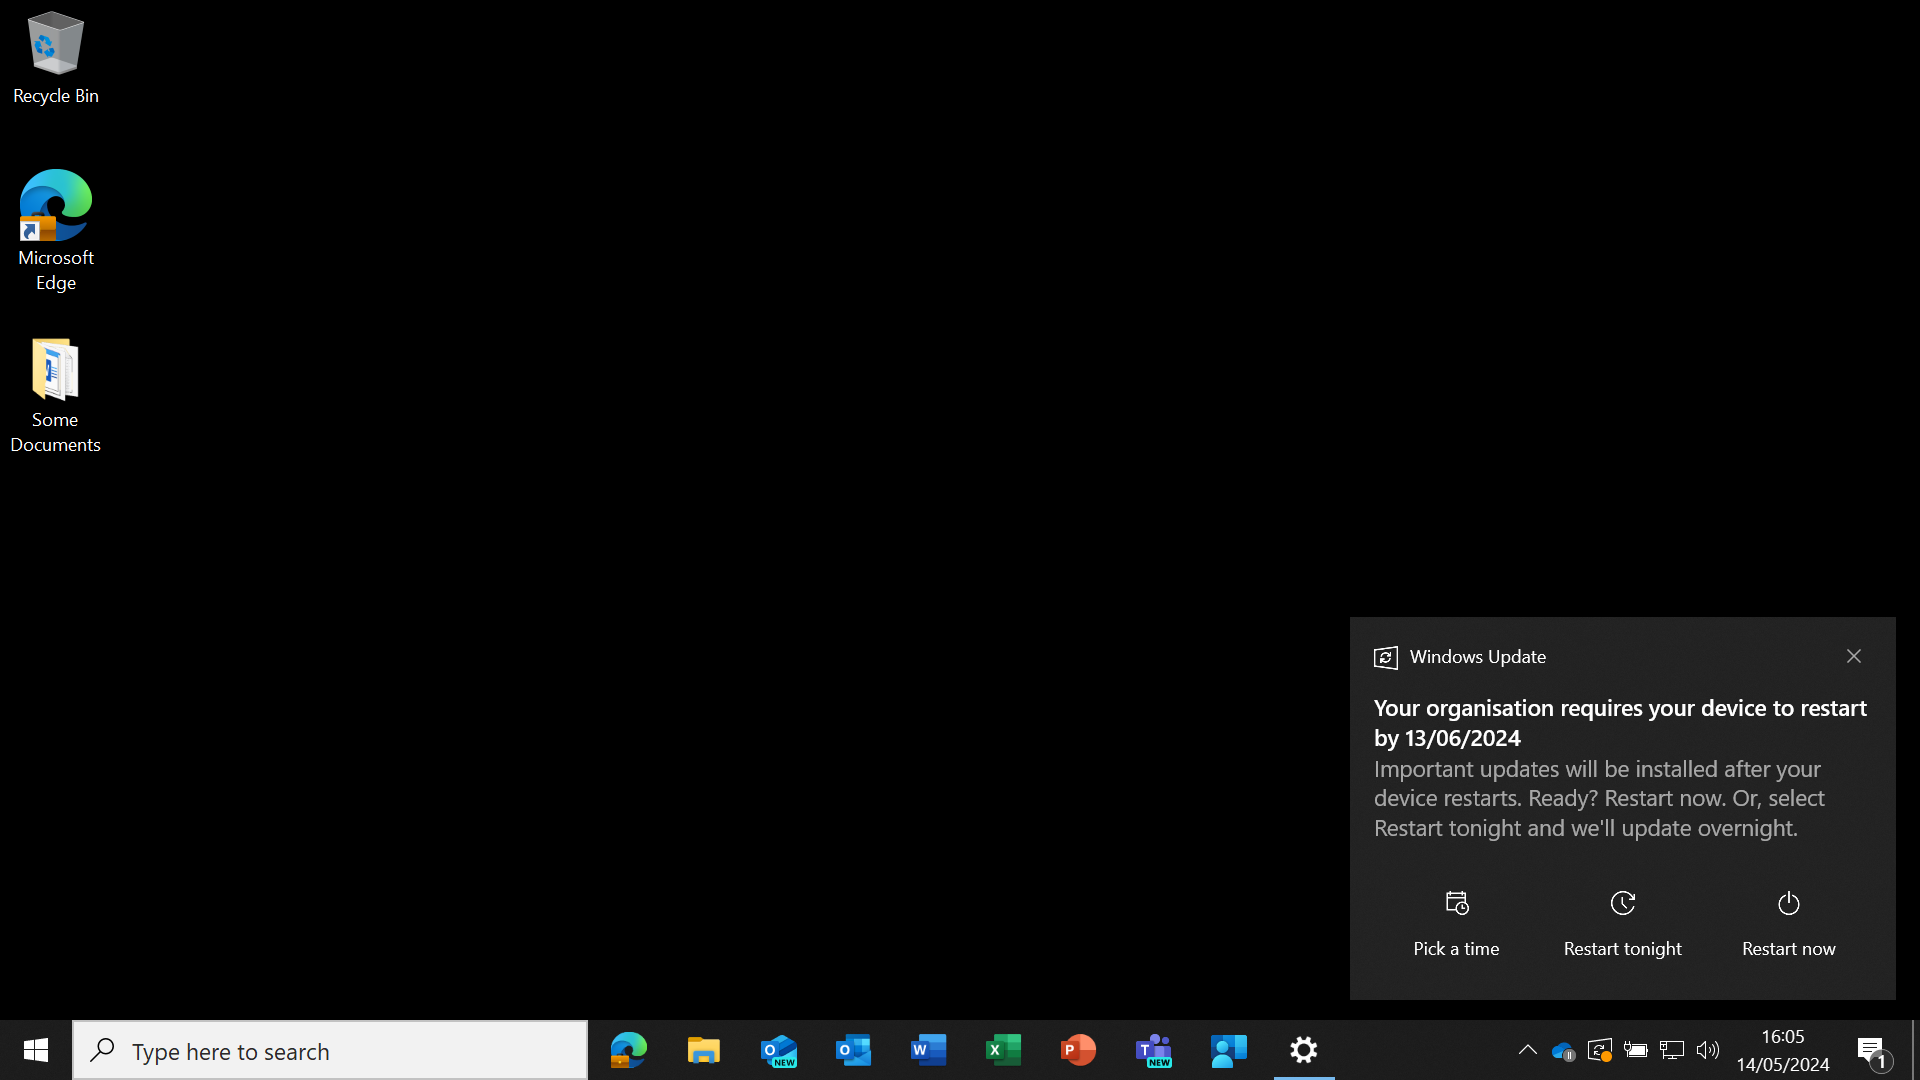 Recycle Bin
Microsoft
Edge
Some
Documents
Windows Update
Your organisation requires your device to restart
by 13/06/2024
Important updates will be installed after your
device restarts. Ready? Restart now. Or, select
Restart tonight and we'll update overnight.
Pick a time
Restart tonight
Restart now
Type here to search
O
NEW
O
W
X
P
T
NEW
16:05
14/05/2024
1